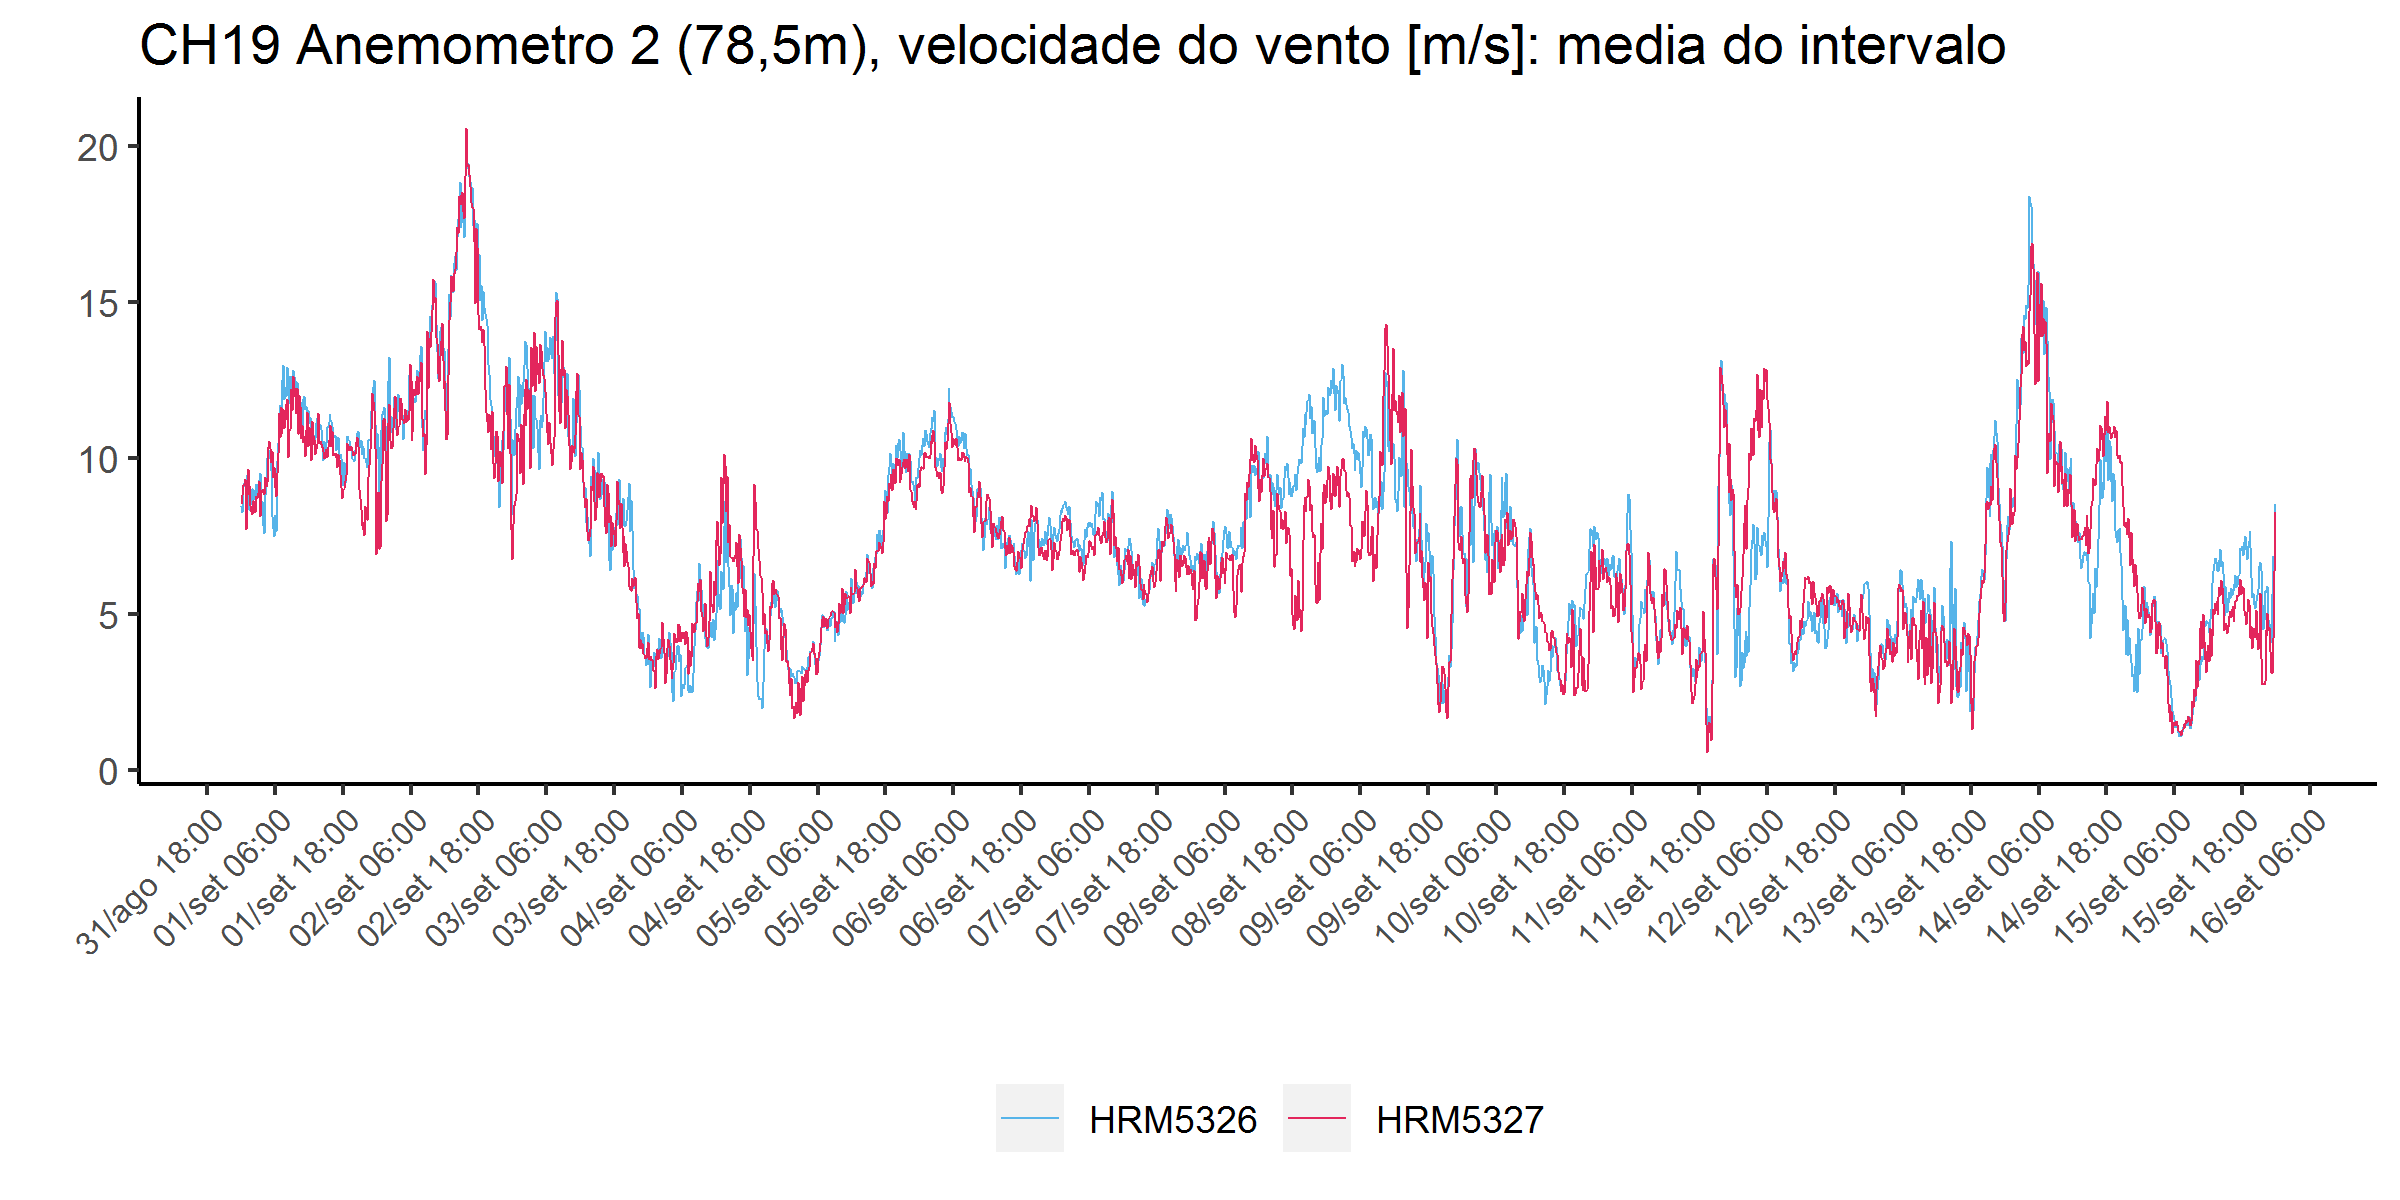 CH19 Anemometro 2 (78,5m), velocidade do vento [m/s]: media do intervalo
20
15
10
5
0
31/ago 18:00
01/set 06:00
01/set 18:00
02/set 06:00
02/set 18:00
03/set 06:00
03/set 18:00
04/set 06:00
04/set 18:00
05/set 06:00
05/set 18:00
06/set 06:00
06/set 18:00
07/set 06:00
07/set 18:00
08/set 06:00
08/set 18:00
09/set 06:00
09/set 18:00
10/set 06:00
10/set 18:00
11/set 06:00
11/set 18:00
12/set 06:00
12/set 18:00
13/set 06:00
13/set 18:00
14/set 06:00
14/set 18:00
15/set 06:00
15/set 18:00
16/set 06:00
HRM5326 HRM5327